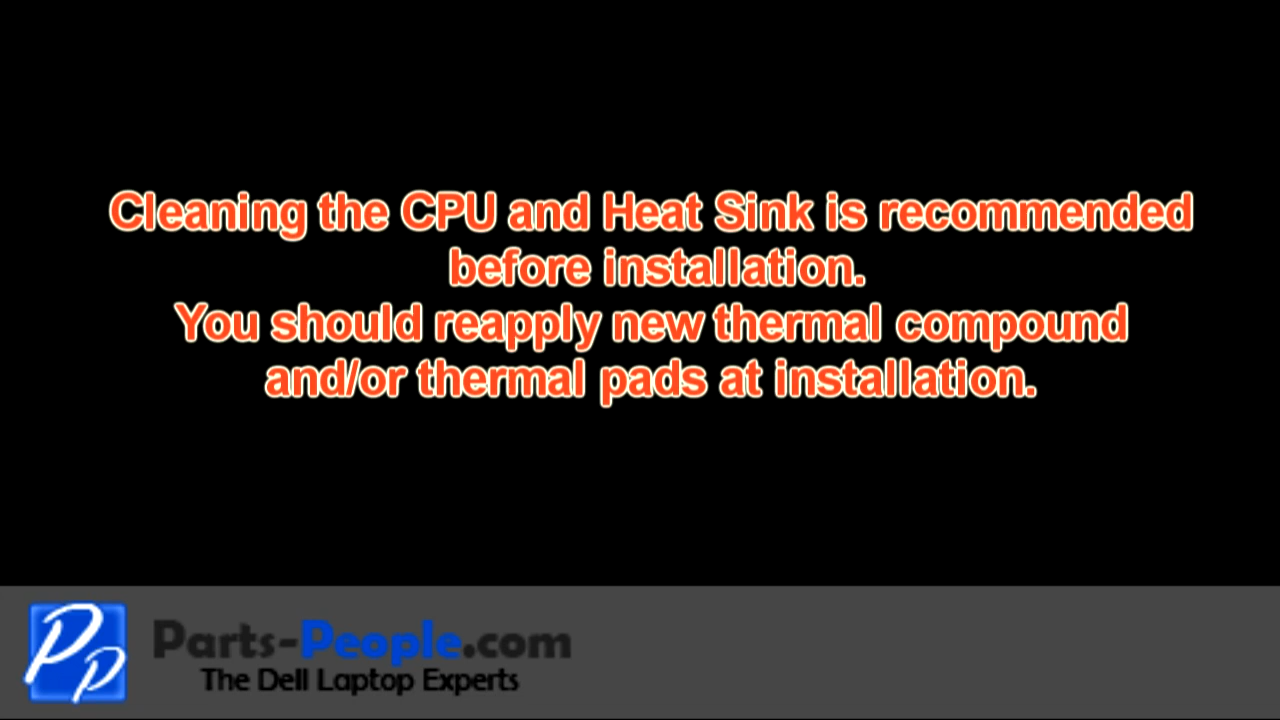 Cleaning the CPU and Heat Sink is recommended
before installation.
You should reapply new thermal compound
and/or thermal pads at installation.
PP
Parts-People.com
The Dell Laptop Experts